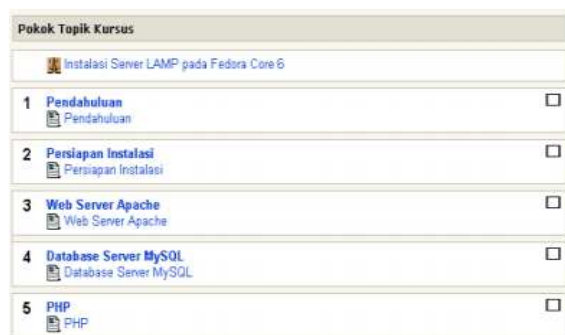 Pokok Topik Kursus
Instalasi Server LAMP pada Fedora Core 6
1 Pendahuluan
Pendahuluan
2 Persiapan Instalasi
Persiapan Instalasi
3 Web Server Apache
Web Server Apache
4 Database Server MySQL
Database Server MySQL
5 PHP
PHP